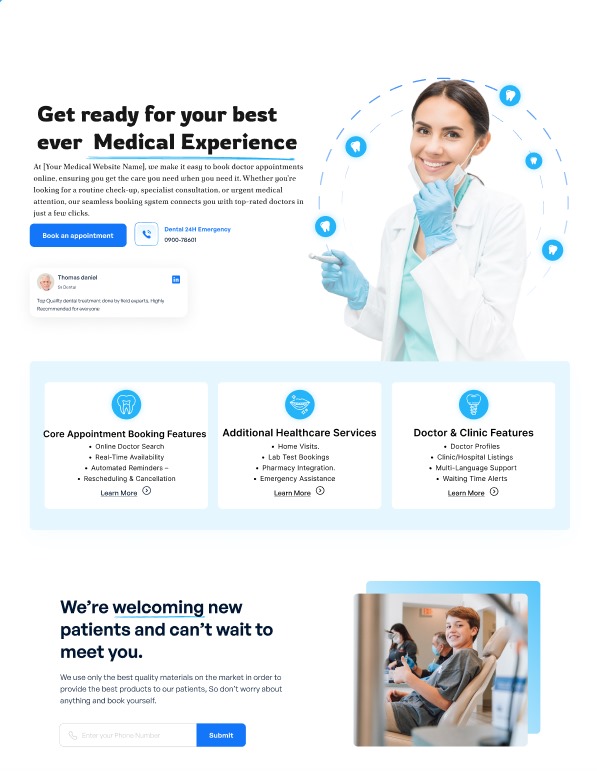 Get ready for your best
ever Medical Experience
At [Your Medical Website Name], we make it easy to book doctor appointments
online, ensuring you get the care you need when you need it. Whether you're
looking for a routine check-up, specialist consultation, or urgent medical
attention, our seamless booking system connects you with top-rated doctors in
just a few clicks.
Book an appointment
Dental 24H Emergency
0900-78601
Thomas daniel
Dr.Dental
Top Quality dental treatment done by field experts, Highly
Recommended for everyone
Core Appointment Booking Features
• Online Doctor Search
• Real-Time Availability
• Automated Reminders –
• Rescheduling & Cancellation
Learn More
Additional Healthcare Services
• Home Visits.
• Lab Test Bookings
• Pharmacy Integration.
• Emergency Assistance
Learn More
Doctor & Clinic Features
• Doctor Profiles
• Clinic/Hospital Listings
• Multi-Language Support
• Waiting Time Alerts
Learn More
We're welcoming new
patients and can't wait to
meet you.
We use only the best quality materials on the market in order to
provide the best products to our patients, So don't worry about
anything and book yourself.
Enter your Phone Number
Submit